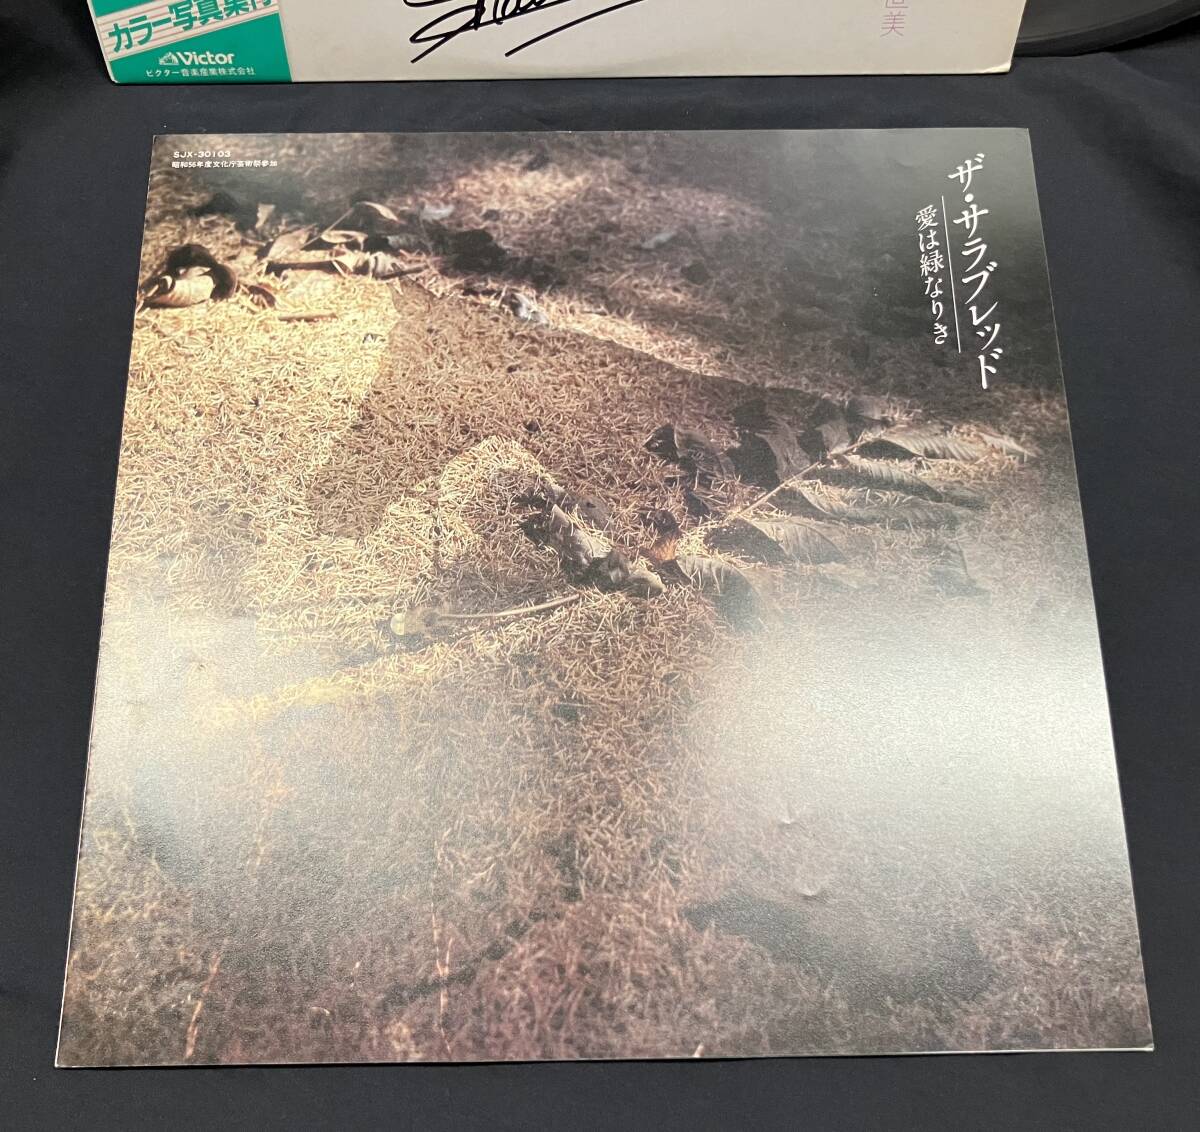 カラー写真集付
Victor
ビクター音楽産業株式会社
美
SJX-30103
昭和56年度文化庁芸術祭参加
ザ・サラブレッド
愛は緑なりき